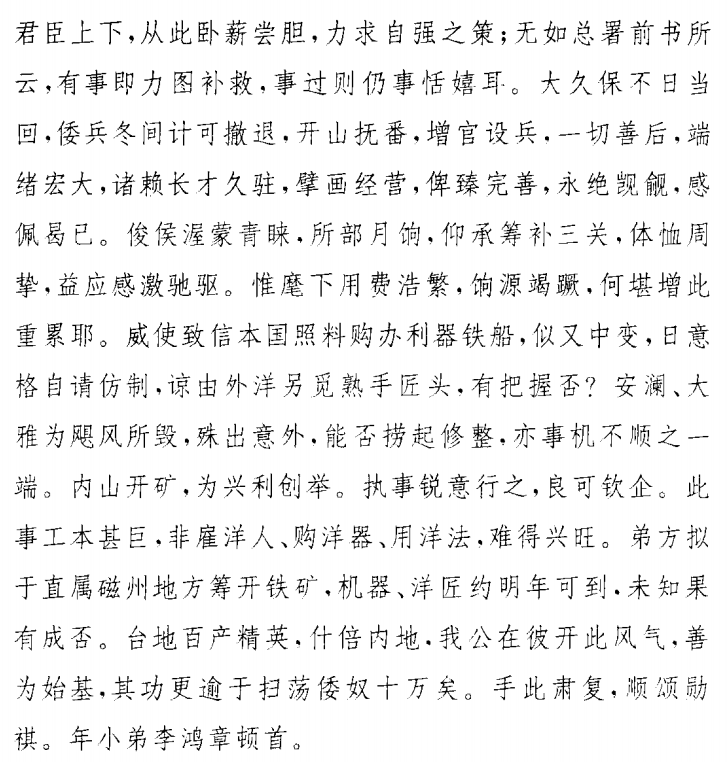 君臣上下,从此卧薪尝胆,力求自强之策;无如总署前书所
云,有事即力图补救,事过则仍事恬嬉耳。大久保不日当
回,倭兵冬间计可撤退,开山抚番,增官设兵,一切善后,端
绪宏大,诸赖长才久驻,擘画经营,俾臻完善,永绝觊觎,感
佩曷已。俊侯渥蒙青睐,所部月饷,仰承筹补三关,体恤周
挚,益应感激驰驱。惟麾下用费浩繁,饷源竭蹶,何堪增此
重累耶。威使致信本国照料购办利器铁船,似又中变,日意
格自请仿制,谅由外洋另觅熟手匠头,有把握否?安澜、大
雅为飓风所毁,殊出意外,能否捞起修整,亦事机不顺之一
端。内山开矿,为兴利创举。执事锐意行之,良可钦企。此
事工本甚巨,非雇洋人、购洋器、用洋法,难得兴旺。弟方拟
于直属磁州地方筹开铁矿,机器、洋匠约明年可到,未知果
有成否。台地百产精英,什倍内地,我公在彼开此风气,善
为始基,其功更逾于扫荡倭奴十万矣。手此肃复,顺颂勋
祺。年小弟李鸿章顿首。